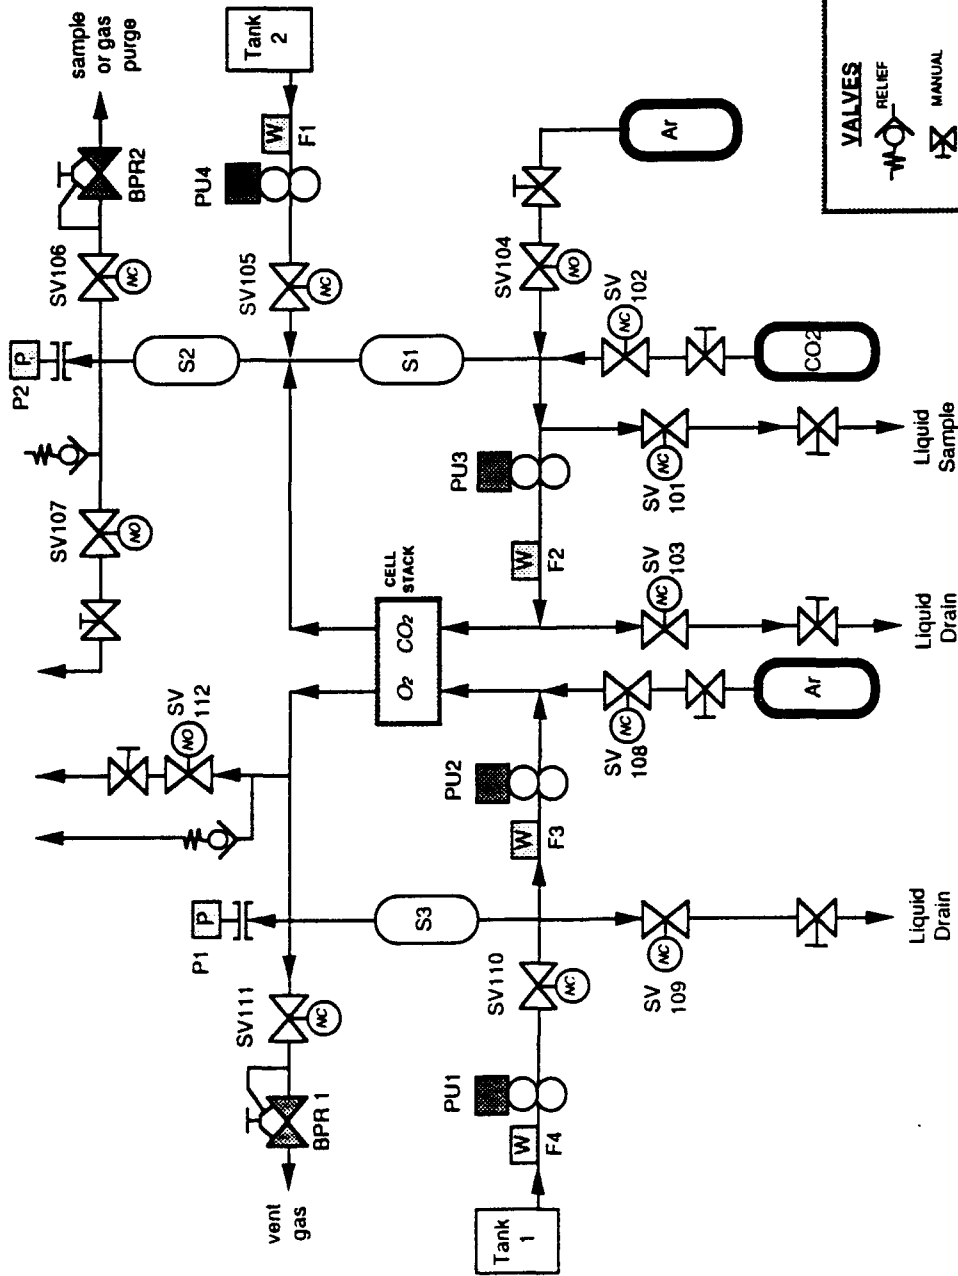 Tank
1
F4
W
PU1
SV110
NC
vent
gas
BPR 1
SV111
NC
P1
P
S3
SV
109
NC
Liquid
Drain
F3
W
PU2
SV
112
NO
SV
108
NC
Ar
O2
CO2
CELL
STACK
SV
103
NC
Liquid
Drain
F2
W
PU3
SV
101
NC
Liquid
Sample
SV107
NO
P2
P
S2
S1
SV
102
NC
CO2
SV104
NO
Ar
SV105
NC
PU4
F1
W
Tank
2
SV106
NC
BPR2
sample
or gas
purge
VALVES
RELIEF
MANUAL